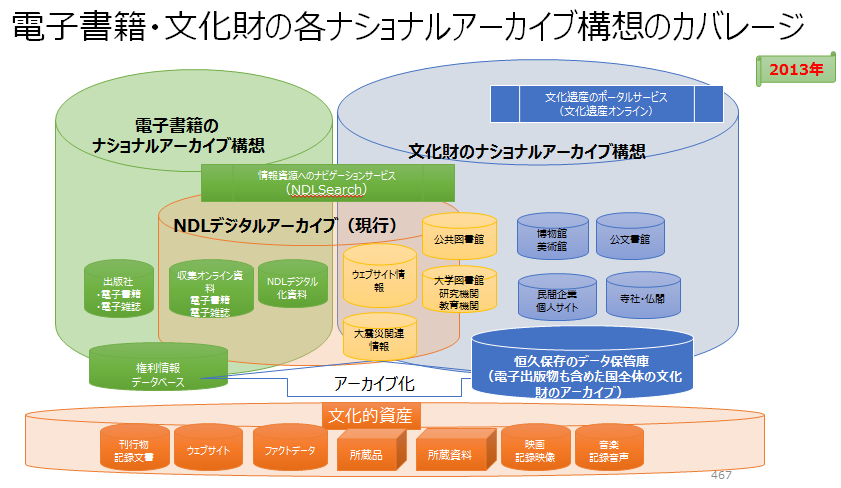 電子書籍・文化財の各ナショナルアーカイブ構想のカバレージ
2013年
文化遺産のポータルサービス
（文化遺産オンライン）
電子書籍の
ナショナルアーカイブ構想
文化財のナショナルアーカイブ構想
情報資源へのナビゲーションサービス
（NDLSearch）
NDLデジタルアーカイブ（現行）
公共図書館
博物館
美術館
公文書館
出版社
・電子書籍
・電子雑誌
収集オンライン資
料
電子書籍
電子雑誌
NDLデジタル
化資料
ウェブサイト情
報
大学図書館
研究機関
教育機関
民間企業
個人サイト
寺社・仏閣
大震災関連
情報
権利情報
データベース
恒久保存のデータ保管庫
（電子出版物も含めた国全体の文化
財のアーカイブ）
アーカイブ化
文化的資産
刊行物
記録文書
ウェブサイト
ファクトデータ
所蔵品
所蔵資料
映画
記録映像
音楽
記録音声
467